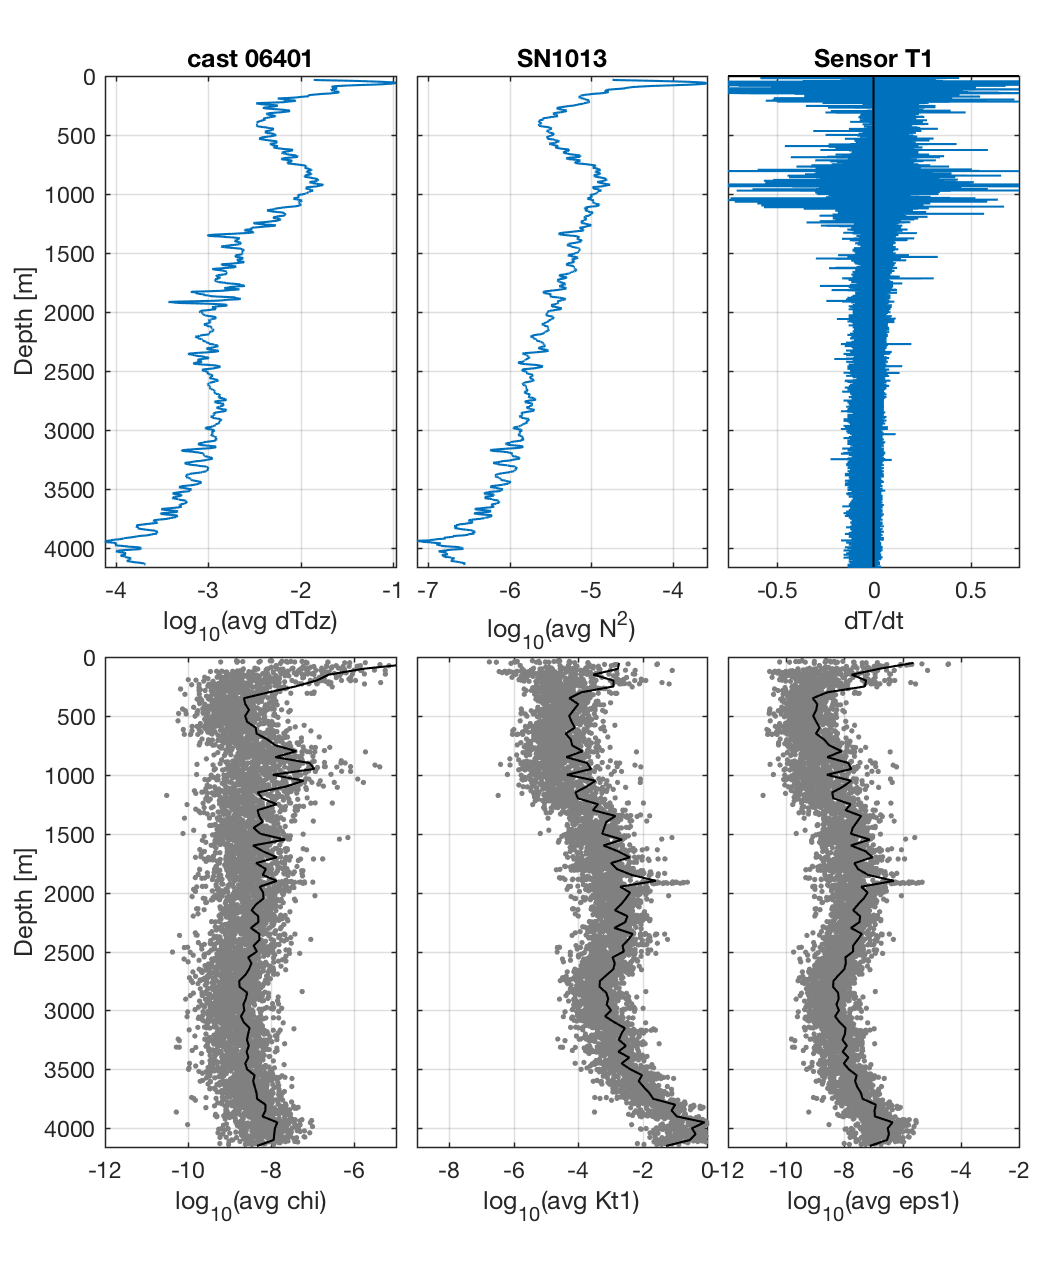 cast 06401
SN1013
Sensor T1
0
500
1000
1500
2000
2500
3000
3500
4000
Depth [m]
-4 -3 -2 -1
log10(avg dTdz)
-7 -6 -5 -4
log10(avg N2)
-0.5 0 0.5
dT/dt
0
500
1000
1500
2000
2500
3000
3500
4000
Depth [m]
-12 -10 -8 -6
log10(avg chi)
-8 -6 -4 -2 0
log10(avg Kt1)
-12 -10 -8 -6 -4 -2
log10(avg eps1)